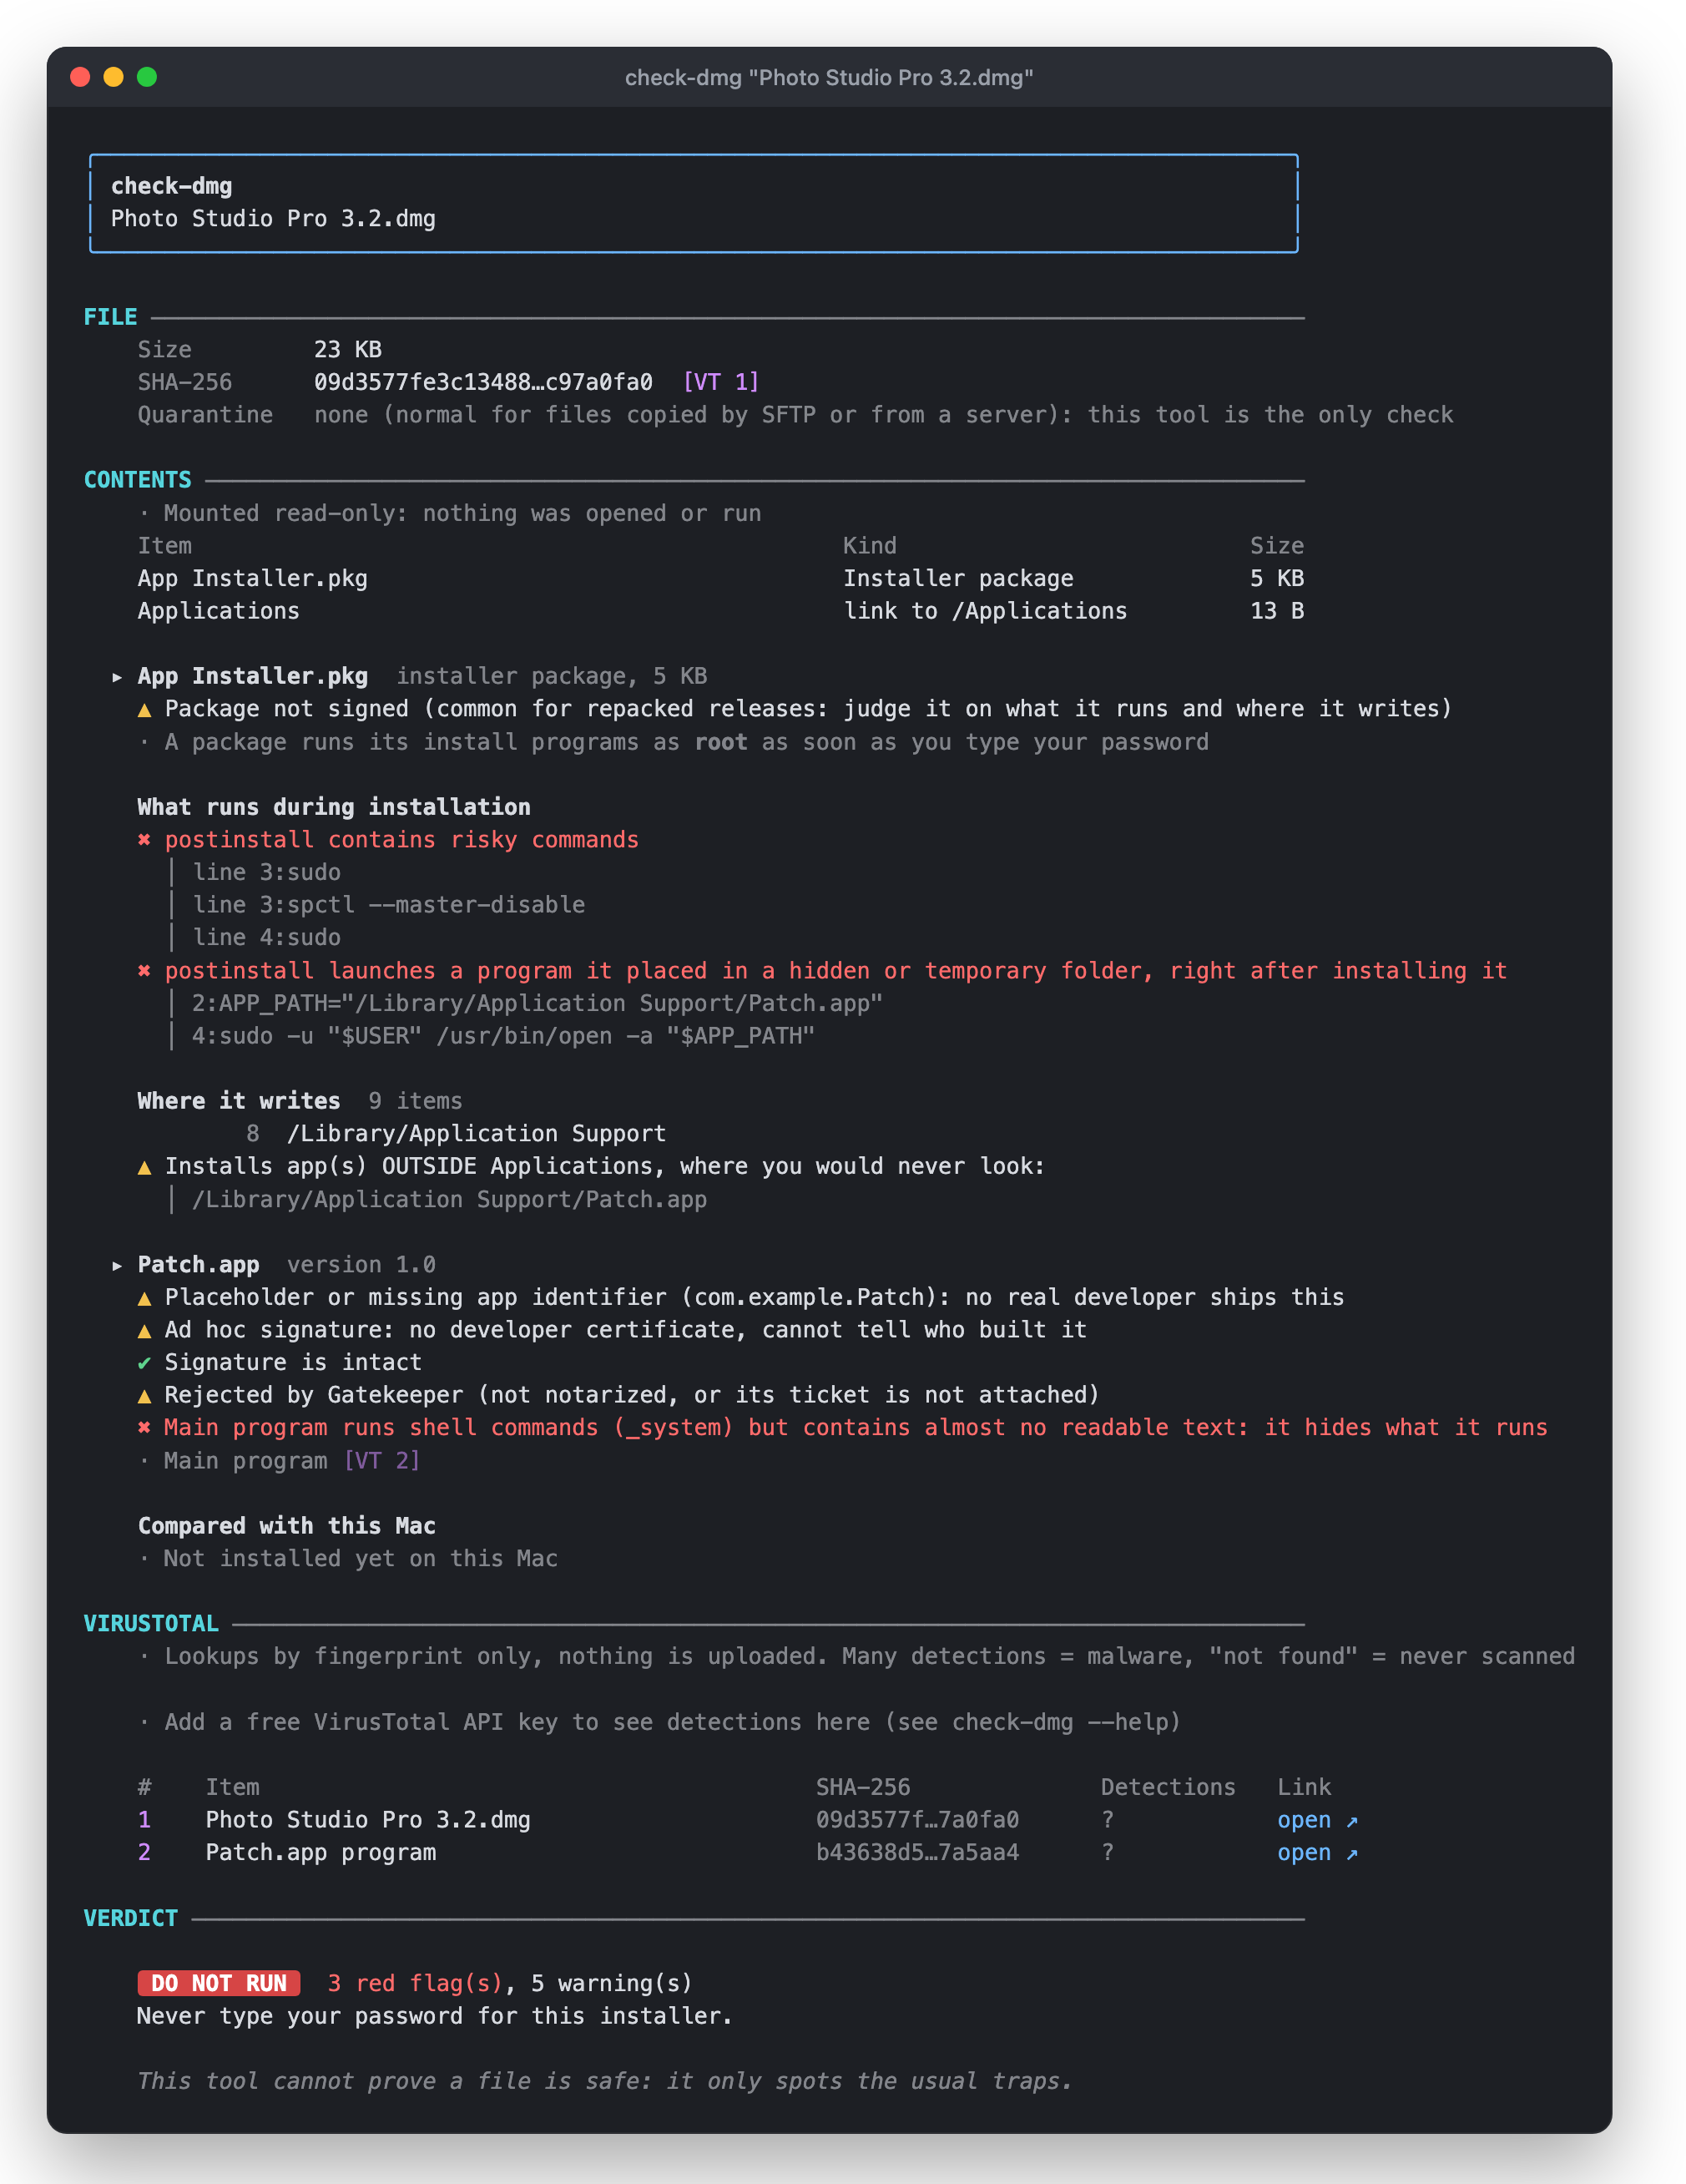 check-dmg "Photo Studio Pro 3.2.dmg"
check-dmg
Photo Studio Pro 3.2.dmg
FILE
Size 23 KB
SHA-256 09d3577fe3c13488…c97a0fa0 [VT 1]
Quarantine none (normal for files copied by SFTP or from a server): this tool is the only check
CONTENTS
· Mounted read-only: nothing was opened or run
Item Kind Size
App Installer.pkg Installer package 5 KB
Applications link to /Applications 13 B
▸ App Installer.pkg installer package, 5 KB
▲ Package not signed (common for repacked releases: judge it on what it runs and where it writes)
· A package runs its install programs as root as soon as you type your password
What runs during installation
✖ postinstall contains risky commands
│ line 3:sudo
│ line 3:spctl --master-disable
│ line 4:sudo
✖ postinstall launches a program it placed in a hidden or temporary folder, right after installing it
│ 2:APP_PATH="/Library/Application Support/Patch.app"
│ 4:sudo -u "$USER" /usr/bin/open -a "$APP_PATH"
Where it writes 9 items
8 /Library/Application Support
▲ Installs app(s) OUTSIDE Applications, where you would never look:
│ /Library/Application Support/Patch.app
▸ Patch.app version 1.0
▲ Placeholder or missing app identifier (com.example.Patch): no real developer ships this
▲ Ad hoc signature: no developer certificate, cannot tell who built it
✔ Signature is intact
▲ Rejected by Gatekeeper (not notarized, or its ticket is not attached)
✖ Main program runs shell commands (_system) but contains almost no readable text: it hides what it runs
· Main program [VT 2]
Compared with this Mac
· Not installed yet on this Mac
VIRUSTOTAL
· Lookups by fingerprint only, nothing is uploaded. Many detections = malware, "not found" = never scanned
· Add a free VirusTotal API key to see detections here (see check-dmg --help)
# Item SHA-256 Detections Link
1 Photo Studio Pro 3.2.dmg 09d3577f…7a0fa0 ? open ↗
2 Patch.app program b43638d5…7a5aa4 ? open ↗
VERDICT
DO NOT RUN 3 red flag(s), 5 warning(s)
Never type your password for this installer.
This tool cannot prove a file is safe: it only spots the usual traps.